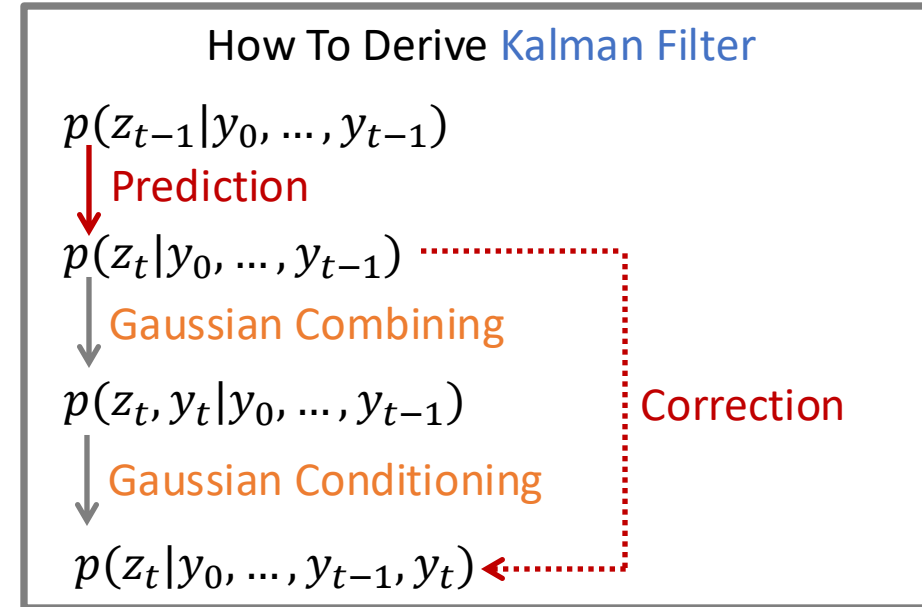 How To Derive Kalman Filter
p(z_{t−1}|y_0, … , y_{t−1})
Prediction
p(z_t|y_0, … , y_{t−1})
Gaussian Combining
p(z_t, y_t|y_0, … , y_{t−1})
Correction
Gaussian Conditioning
p(z_t|y_0, … , y_{t−1}, y_t)